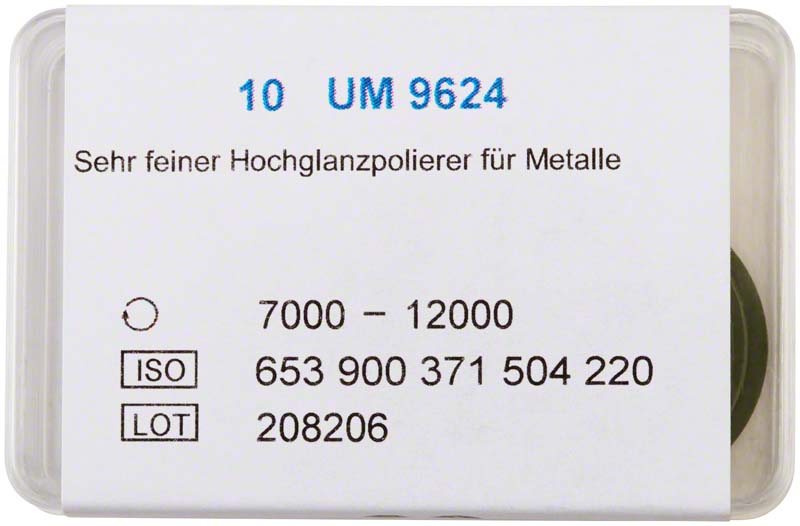 10 UM 9624
Sehr feiner Hochglanzpolierer für Metalle
7000 – 12000
ISO 653 900 371 504 220
LOT 208206